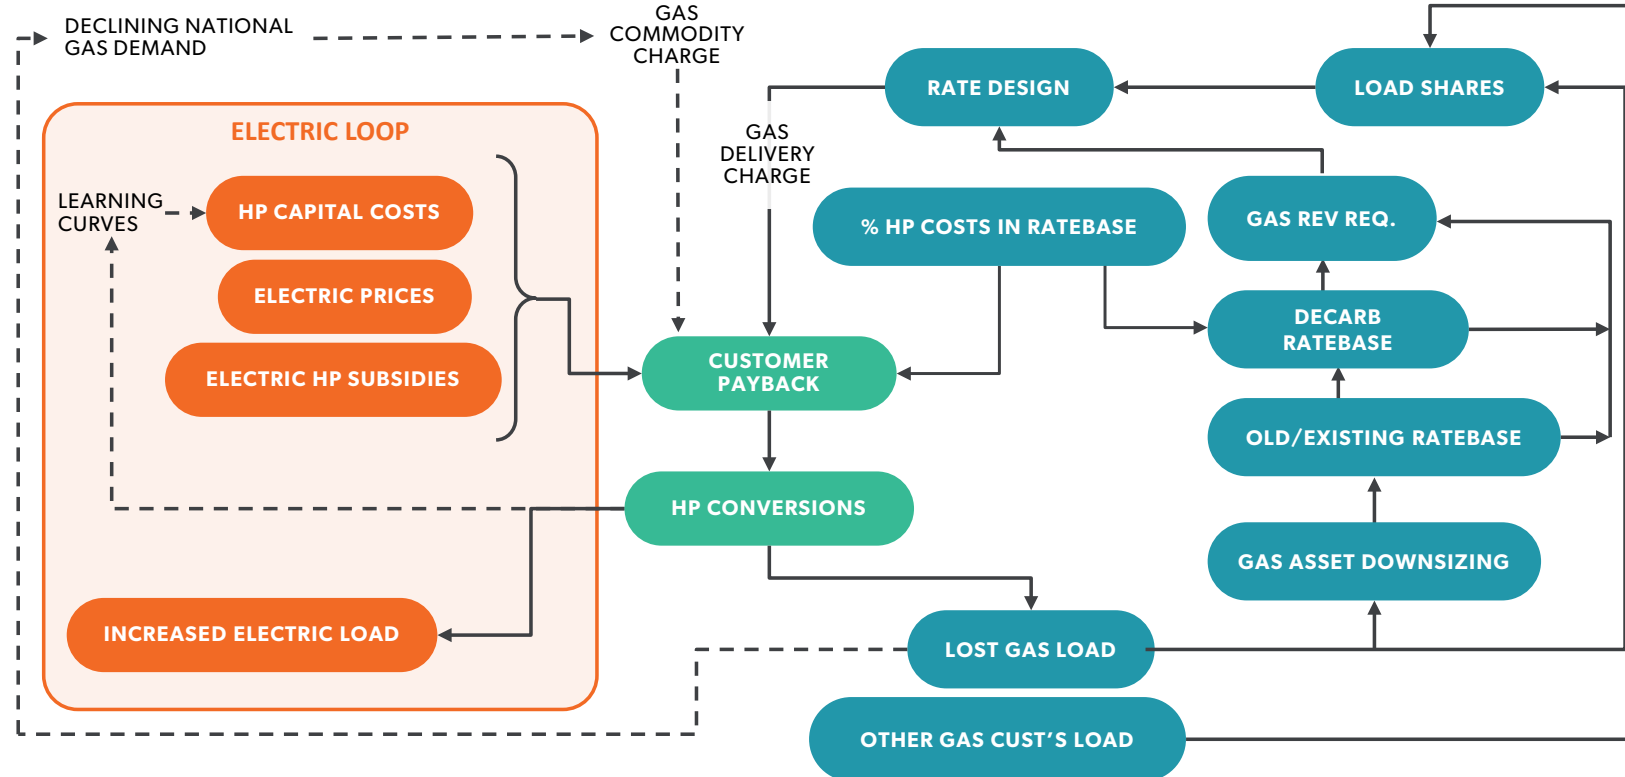 DECLINING NATIONAL
GAS DEMAND
GAS
COMMODITY
CHARGE
RATE DESIGN
LOAD SHARES
ELECTRIC LOOP
GAS
DELIVERY
CHARGE
LEARNING
CURVES
HP CAPITAL COSTS
% HP COSTS IN RATEBASE
GAS REV REQ.
ELECTRIC PRICES
DECARB
RATEBASE
ELECTRIC HP SUBSIDIES
CUSTOMER
PAYBACK
OLD/EXISTING RATEBASE
HP CONVERSIONS
GAS ASSET DOWNSIZING
INCREASED ELECTRIC LOAD
LOST GAS LOAD
OTHER GAS CUST'S LOAD